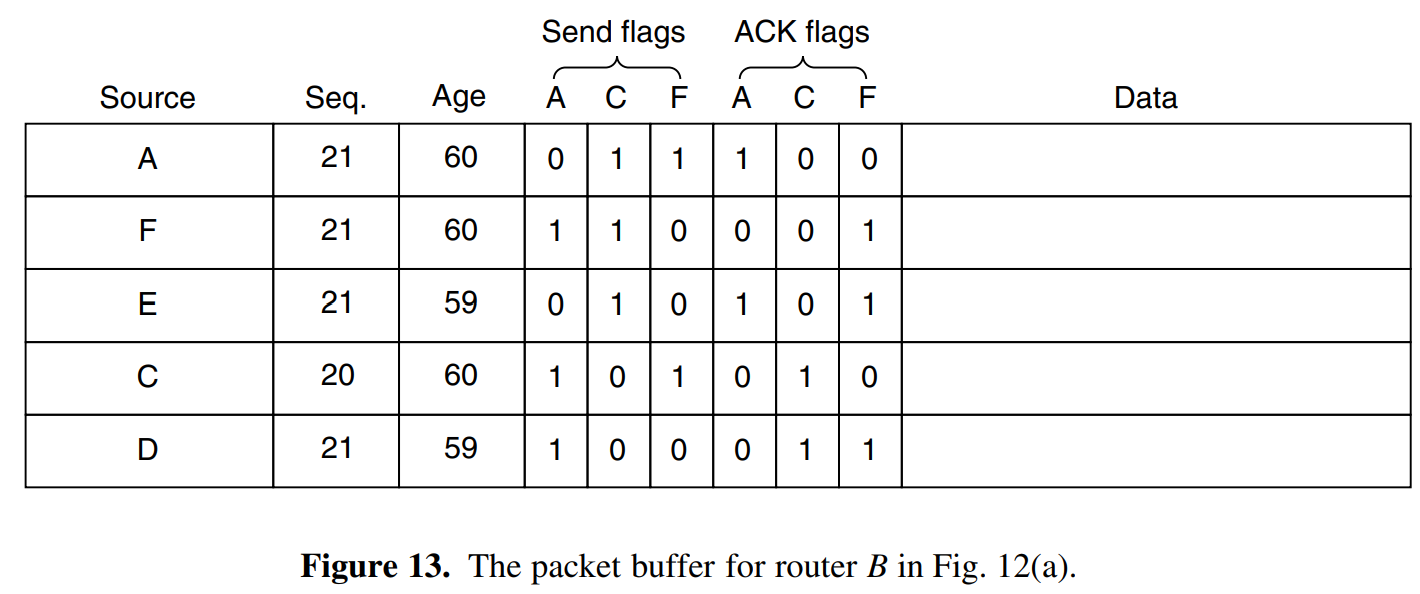 Send flags ACK flags
Source Seq. Age A C F A C F Data
A 21 60 0 1 1 1 0 0
F 21 60 1 1 0 0 0 1
E 21 59 0 1 0 1 0 1
C 20 60 1 0 1 0 1 0
D 21 59 1 0 0 0 1 1
Figure 13. The packet buffer for router B in Fig. 12(a).